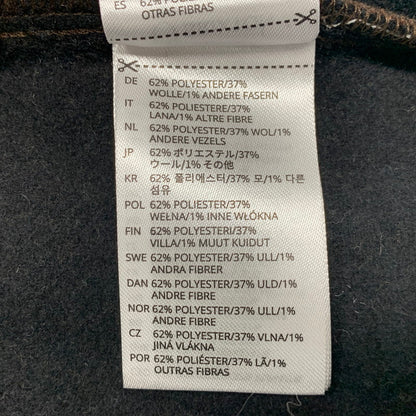 ES 62% POLIÉSTER/37%
OTRAS FIBRAS
DE 62% POLYESTER/37%
WOLLE/1% ANDERE FASERN
IT 62% POLIESTERE/37%
LANA/1% ALTRE FIBRE
NL 62% POLYESTER/37% WOL/1%
ANDERE VEZELS
JP 62% ポリエステル/37%
ウール/1% その他
KR 62% 폴리에스터/37% 모/1% 다른
섬유
POL 62% POLIESTER/37%
WEŁNA/1% INNE WŁÓKNA
FIN 62% POLYESTERI/37%
VILLA/1% MUUT KUIDUT
SWE 62% POLYESTER/37% ULL/1%
ANDRA FIBRER
DAN 62% POLYESTER/37% ULD/1%
ANDRE FIBRE
NOR 62% POLYESTER/37% ULL/1%
ANDRE FIBRE
CZ 62% POLYESTER/37% VLNA/1%
JINÁ VLÁKNA
POR 62% POLIÉSTER/37% LÃ/1%
OUTRAS FIBRAS